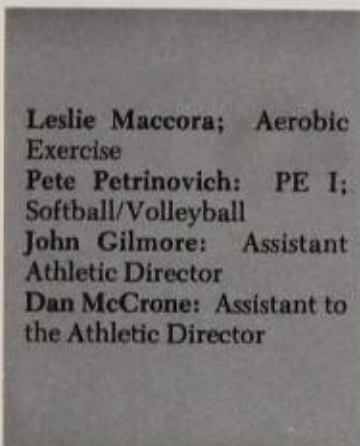 Leslie Maccora; Aerobic
Exercise
Pete Petrinovich: PE I;
Softball/Volleyball
John Gilmore: Assistant
Athletic Director
Dan McCrone: Assistant to
the Athletic Director